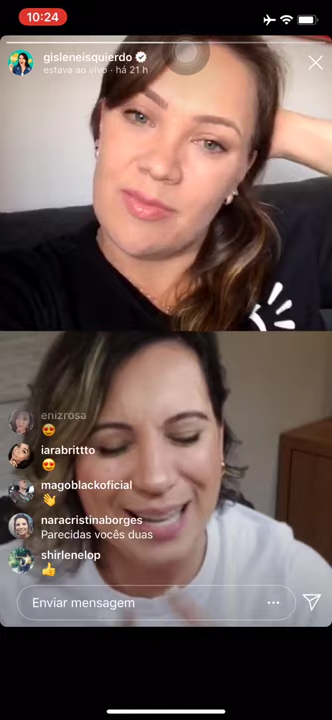 10:24
gisleneisquierdo
estava ao vivo · há 21 h
enizrosa
iarabrittto
magoblackoficial
naracristinaborges
Parecidas vocês duas
shirlenelop
Enviar mensagem